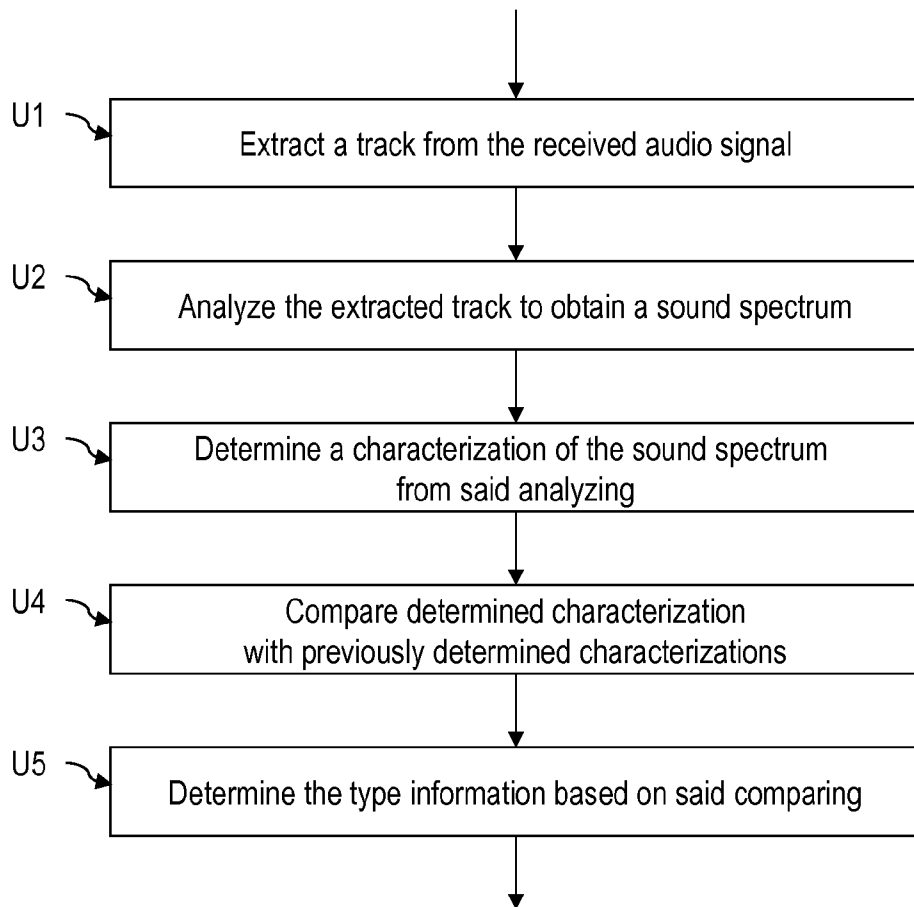 U1
Extract a track from the received audio signal
U2
Analyze the extracted track to obtain a sound spectrum
U3
Determine a characterization of the sound spectrum
from said analyzing
U4
Compare determined characterization
with previously determined characterizations
U5
Determine the type information based on said comparing